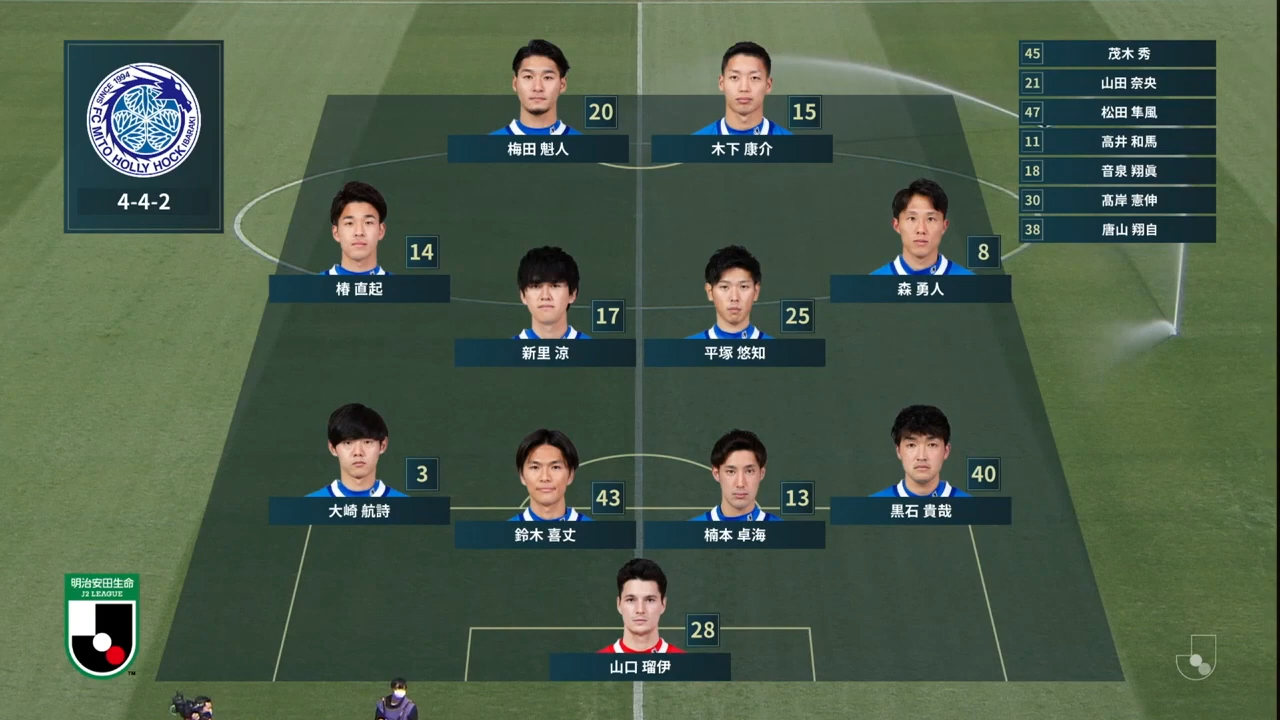 SINCE 1994
FC MITO HOLLY HOCK IBARAKI
4-4-2
20
梅田 魁人
15
木下 康介
14
椿 直起
8
森 勇人
17
新里 涼
25
平塚 悠知
3
大崎 航詩
43
鈴木 喜丈
13
楠本 卓海
40
黒石 貴哉
28
山口 瑠伊
45 茂木 秀
21 山田 奈央
47 松田 隼風
11 高井 和馬
18 音泉 翔眞
30 髙岸 憲伸
38 唐山 翔自
明治安田生命
J2 LEAGUE
TM